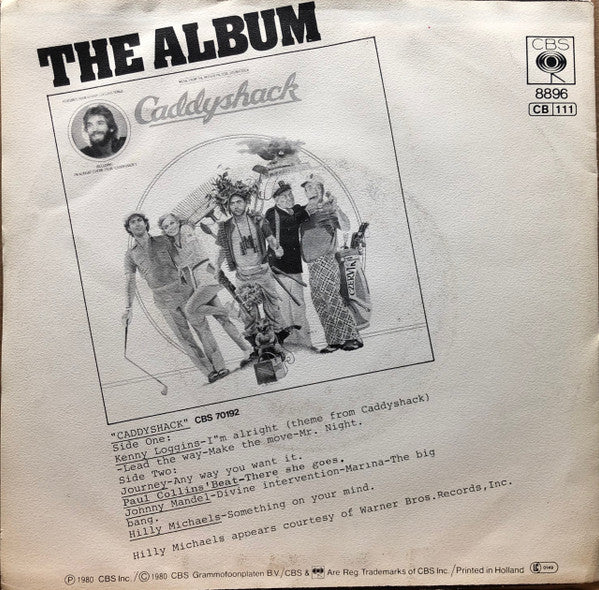 THE ALBUM
CBS
8896
CB 111
Caddyshack
CZERVIK
"CADDYSHACK" CBS 70192
Side One:
Kenny Loggins-I"m alright (theme from Caddyshack)
-Lead the way-Make the move-Mr. Night.
Side Two:
Journey-Any way you want it.
Paul Collins'Beat-There she goes.
Johnny Mandel-Divine intervention-Marina-The big
bang.
Hilly Michaels-Something on your mind.
Hilly Michaels appears courtesy of Warner Bros.Records,Inc.
Ⓟ 1980 CBS Inc./© 1980 CBS Grammofoonplaten B.V./CBS & Are Reg. Trademarks of CBS Inc./Printed in Holland